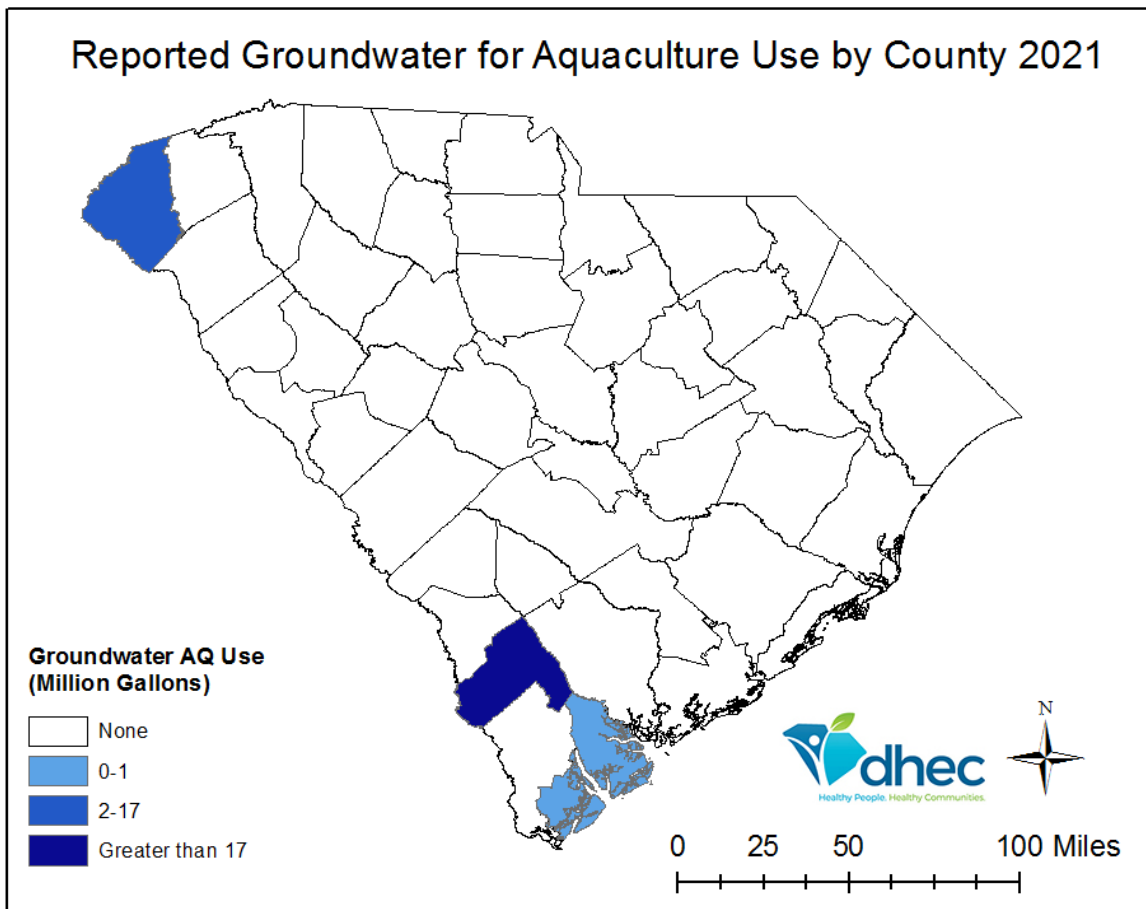 Reported Groundwater for Aquaculture Use by County 2021
Groundwater AQ Use
(Million Gallons)
None
0-1
2-17
Greater than 17
dhec
Healthy People. Healthy Communities.
N
0 25 50 100 Miles